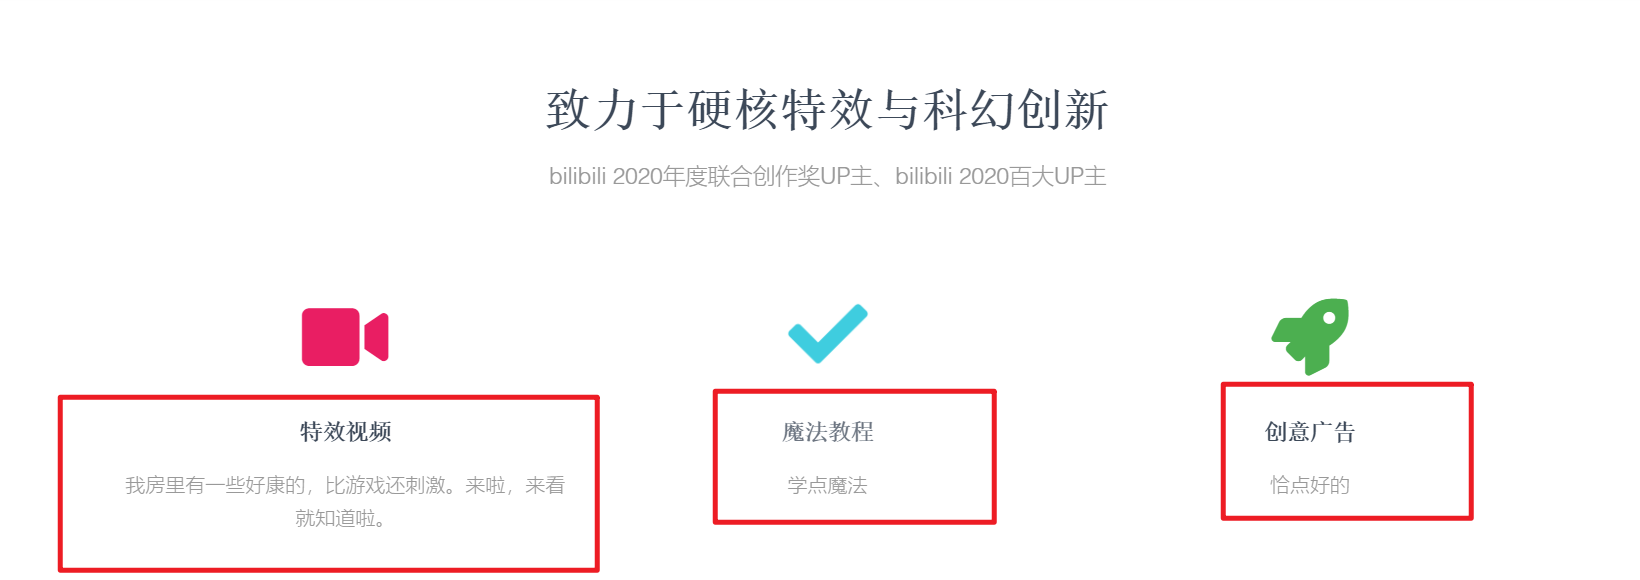 致力于硬核特效与科幻创新
bilibili 2020年度联合创作奖UP主、bilibili 2020百大UP主
特效视频
我房里有一些好康的，比游戏还刺激。来啦，来看
就知道啦。
魔法教程
学点魔法
创意广告
恰点好的